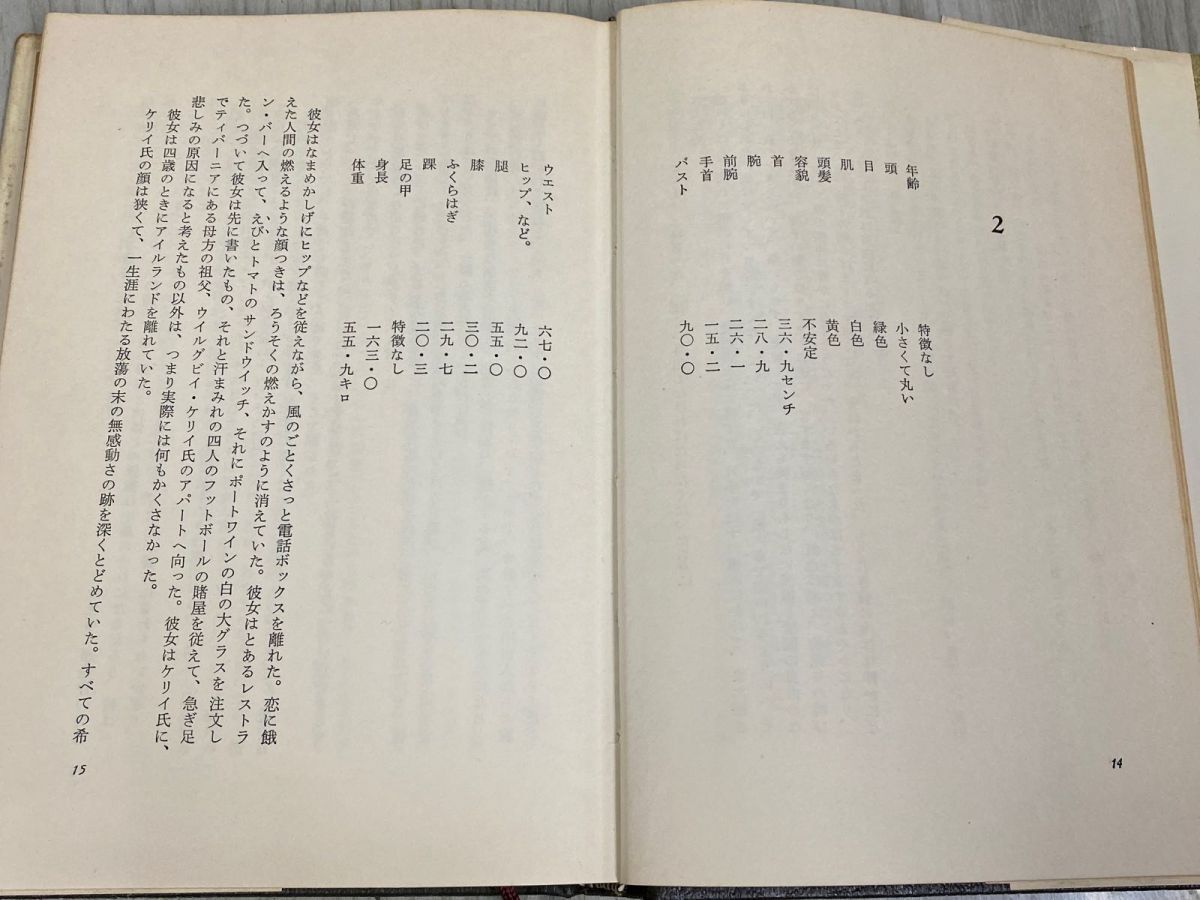 2
年齢　特徴なし
頭　小さくて丸い
目　緑色
肌　白色
頭髪　黄色
容貌　不安定
首　三六・九センチ
腕　二八・九
前腕　二六・一
手首　一五・二
バスト　九〇・〇
14
ウエスト　六七・〇
ヒップ、など。　九二・〇
腿　五五・〇
膝　三〇・二
ふくらはぎ　二九・七
踝　二〇・三
足の甲　特徴なし
身長　一六三・〇
体重　五五・九キロ
彼女はなまめかしげにヒップなどを従えながら、風のごとくさっと電話ボックスを離れた。恋に餓
えた人間の燃えるような顔つきは、ろうそくの燃えかすのように消えていた。彼女はとあるレストラ
ン・バーへ入って、えびとトマトのサンドウイッチ、それにポートワインの白の大グラスを注文し
た。つづいて彼女は先に書いたもの、それと汗まみれの四人のフットボールの賭屋を従えて、急ぎ足
でティバーニアにある母方の祖父、ウイルグビイ・ケリイ氏のアパートへ向った。彼女はケリイ氏に、
悲しみの原因になると考えたもの以外は、つまり実際には何もかくさなかった。
彼女は四歳のときにアイルランドを離れていた。
ケリイ氏の顔は狭くて、一生涯にわたる放蕩の末の無感動さの跡を深くとどめていた。すべての希
15